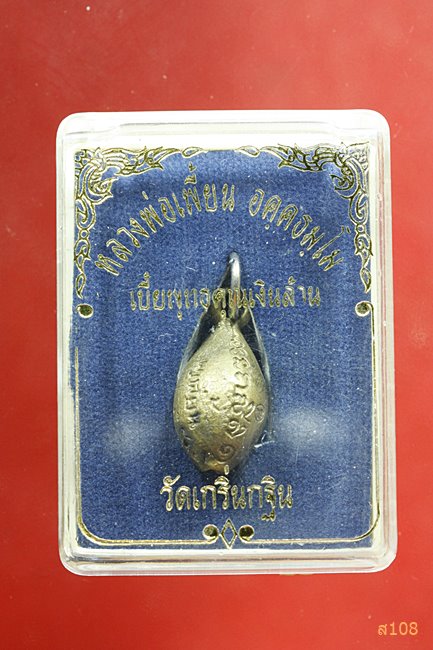 หลวงพ่อเพี้ยน อคฺคธมฺโม
เบี้ยพุทธคุณเงินล้าน
วัดเกริ่นกฐิน
ส108